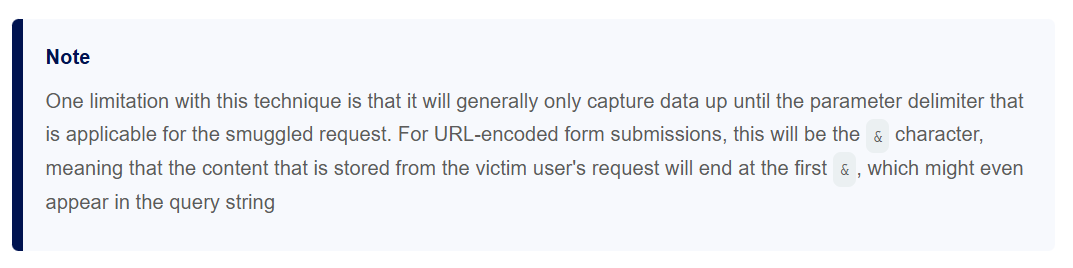 Note
One limitation with this technique is that it will generally only capture data up until the parameter delimiter that
is applicable for the smuggled request. For URL-encoded form submissions, this will be the & character,
meaning that the content that is stored from the victim user's request will end at the first &, which might even
appear in the query string